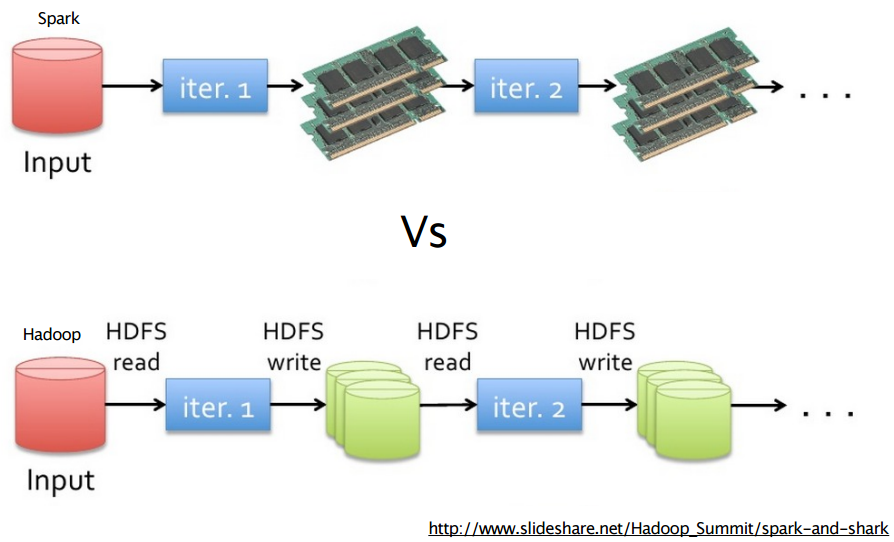 Spark
iter. 1
iter. 2
. . .
Input
Vs
Hadoop
HDFS
read
HDFS
write
HDFS
read
HDFS
write
iter. 1
iter. 2
. . .
Input
http://www.slideshare.net/Hadoop_Summit/spark-and-shark